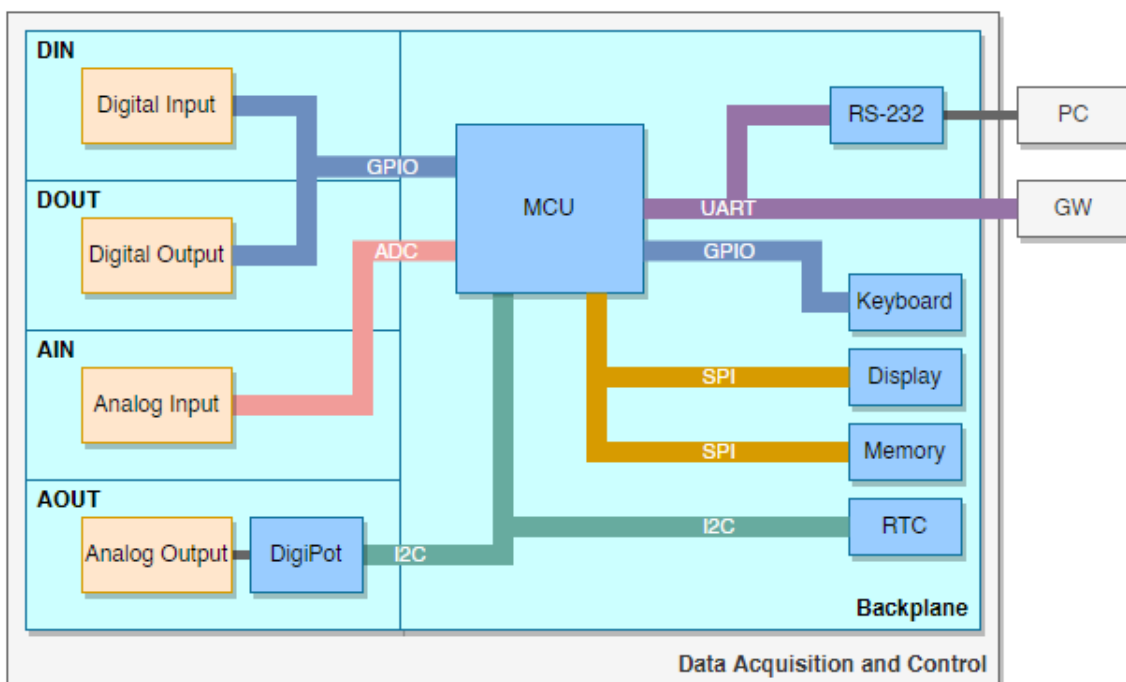 DIN
Digital Input
GPIO
DOUT
Digital Output
ADC
AIN
Analog Input
AOUT
Analog Output
DigiPot
I2C
MCU
RS-232
PC
UART
GW
GPIO
Keyboard
SPI
Display
SPI
Memory
I2C
RTC
Backplane
Data Acquisition and Control